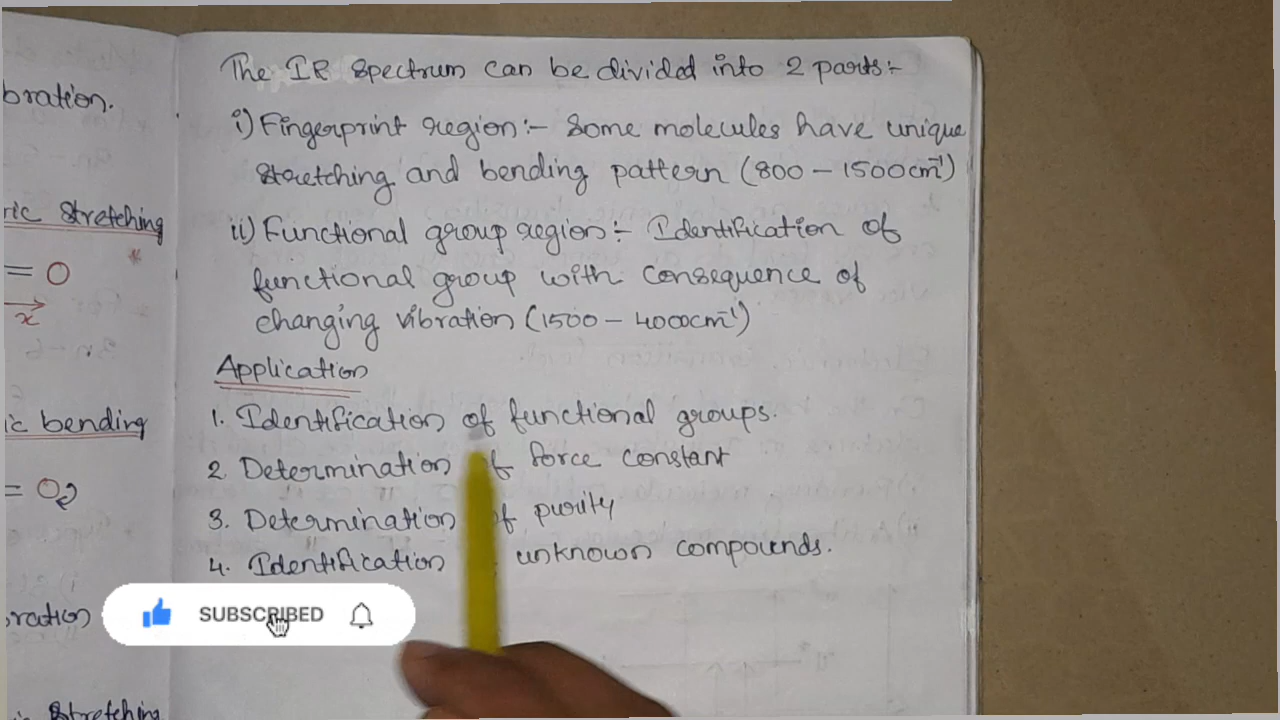 bration.
ric stretching
= O
x
ic bending
= O2
bration
stretching
The IR spectrum can be divided into 2 parts:-
i) Fingerprint region:- Some molecules have unique
stretching and bending pattern (800 - 1500cm⁻¹)
ii) Functional group region:- Identification of
functional group with consequence of
changing vibration (1500 - 4000cm⁻¹)
Application
1. Identification of functional groups.
2. Determination of force constant
3. Determination of purity
4. Identification unknown compounds.
SUBSCRIBED